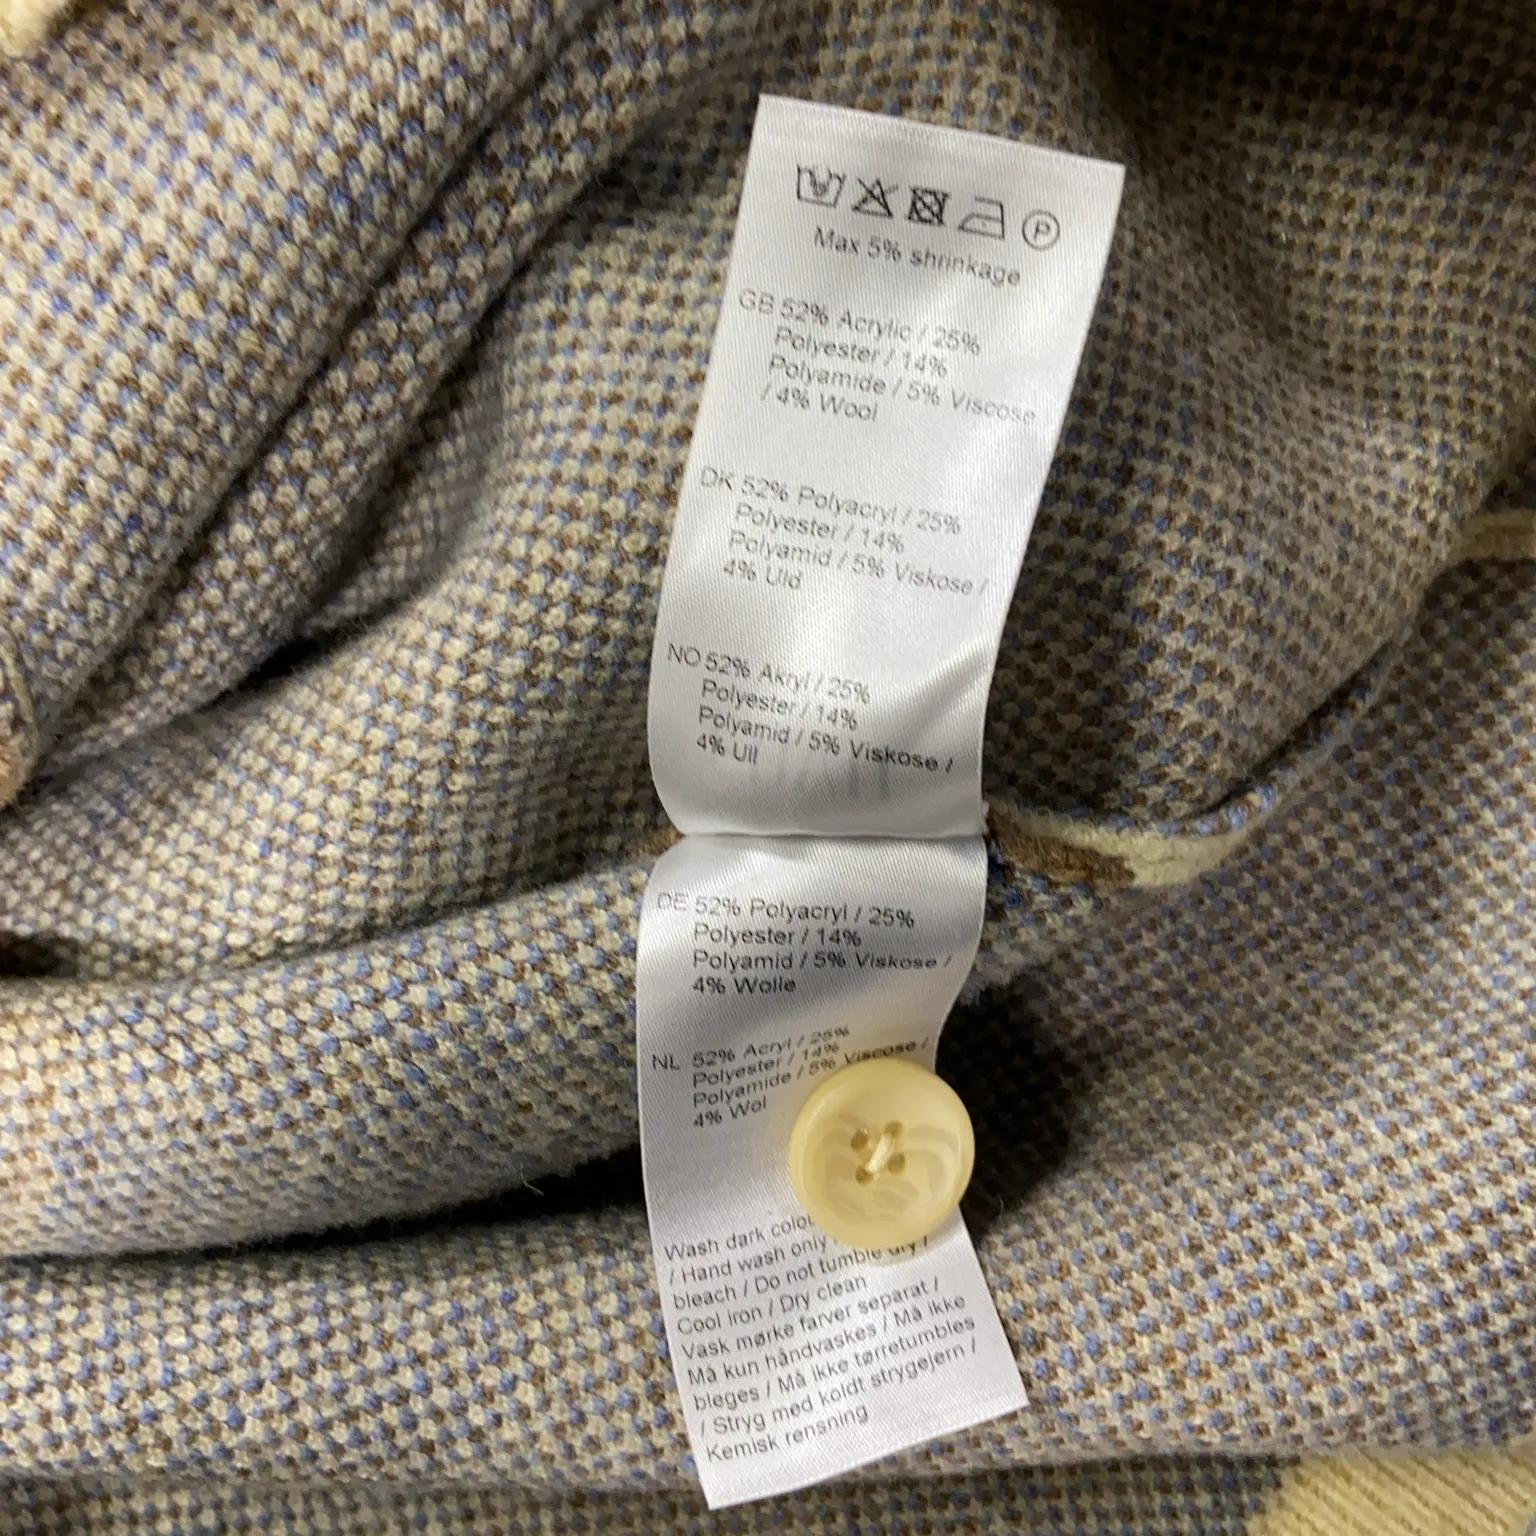 P
Max 5% shrinkage
GB 52% Acrylic / 25%
Polyester / 14%
Polyamide / 5% Viscose
/ 4% Wool
DK 52% Polyacryl / 25%
Polyester / 14%
Polyamid / 5% Viskose /
4% Uld
NO 52% Akryl / 25%
Polyester / 14%
Polyamid / 5% Viskose /
4% Ull
DE 52% Polyacryl / 25%
Polyester / 14%
Polyamid / 5% Viskose /
4% Wolle
NL 52% Acryl / 25%
Polyester / 14%
Polyamide / 5% Viscose /
4% Wol
Wash dark
/ Hand wash only
bleach / Do not tumble dry /
Cool iron / Dry clean
Vask mørke farver separat /
Må kun håndvaskes / Må ikke
bleges / Må ikke tørretumbles
/ Stryg med koldt strygejern /
Kemisk rensning